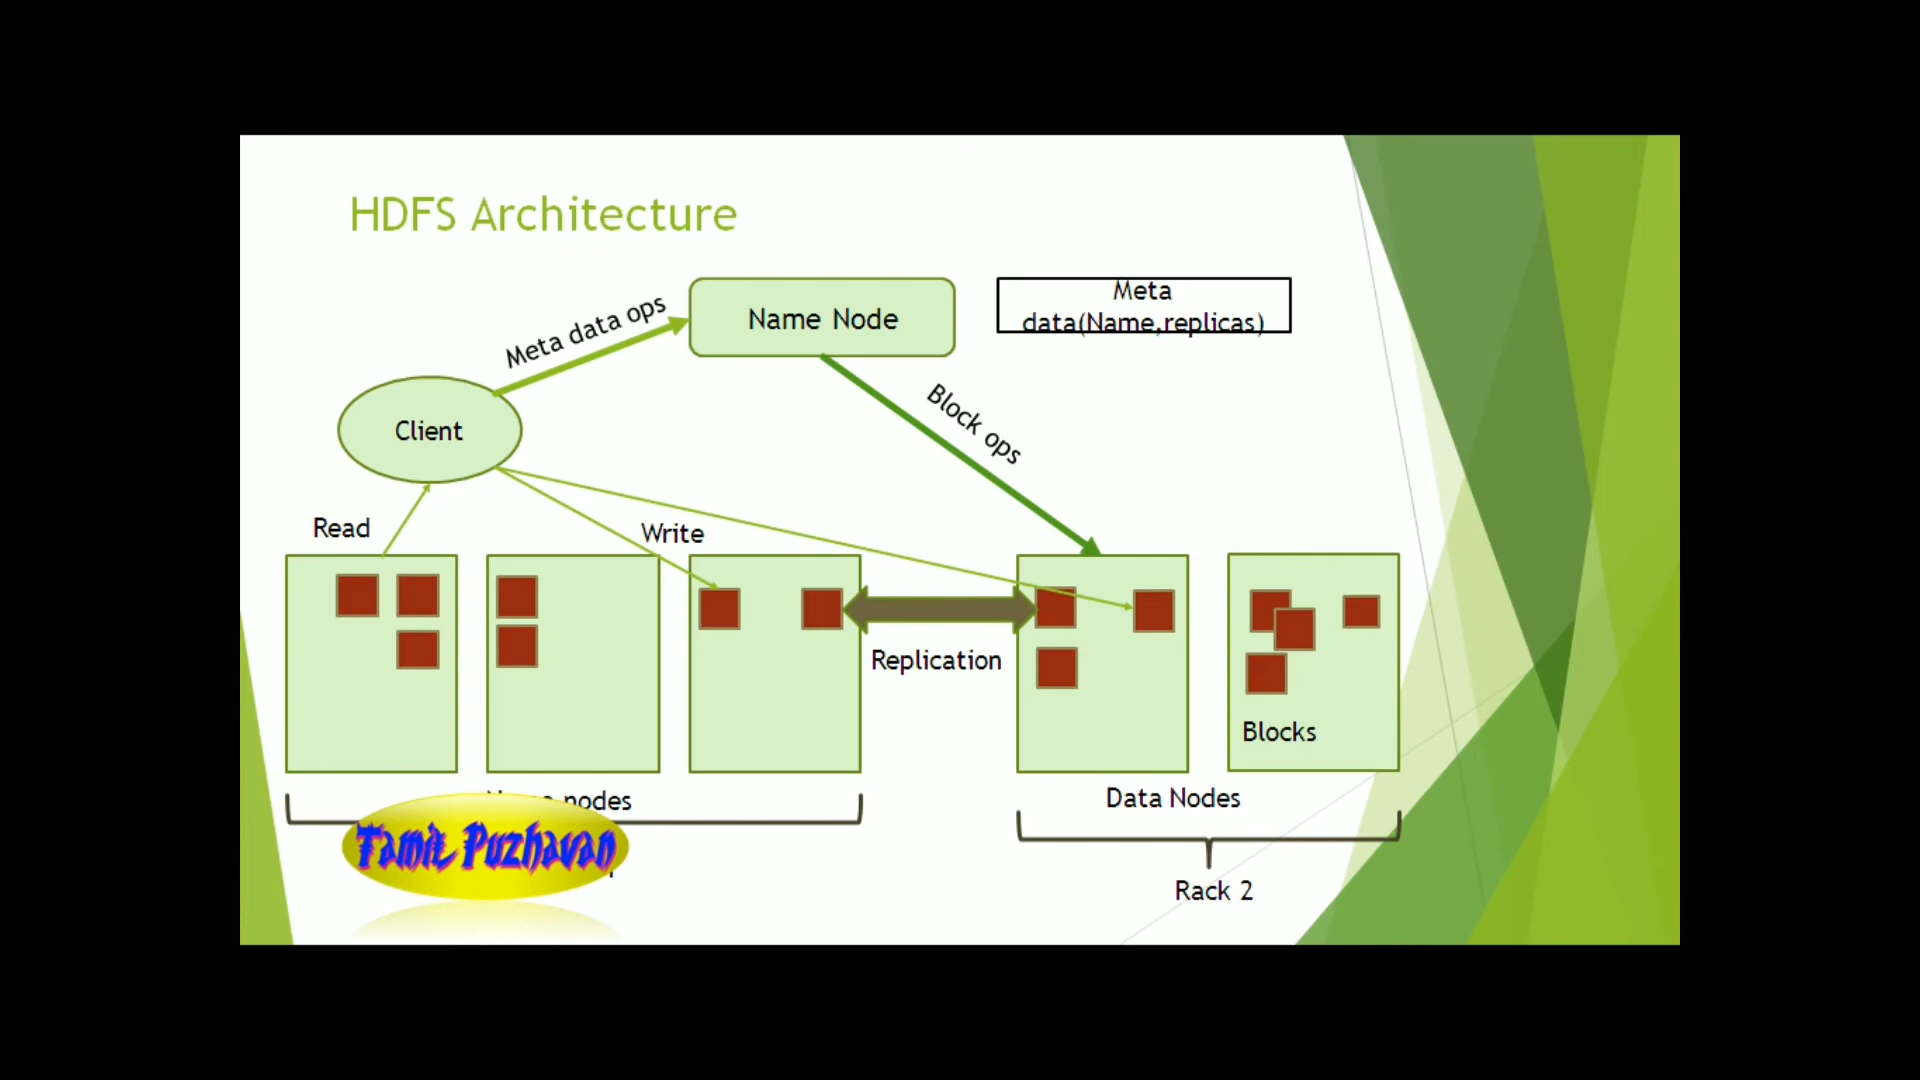 HDFS Architecture
Meta data ops
Name Node
Meta
data(Name,replicas)
Client
Block ops
Read
Write
Replication
Blocks
nodes
Data Nodes
Tamil Puzhavan
Rack 2